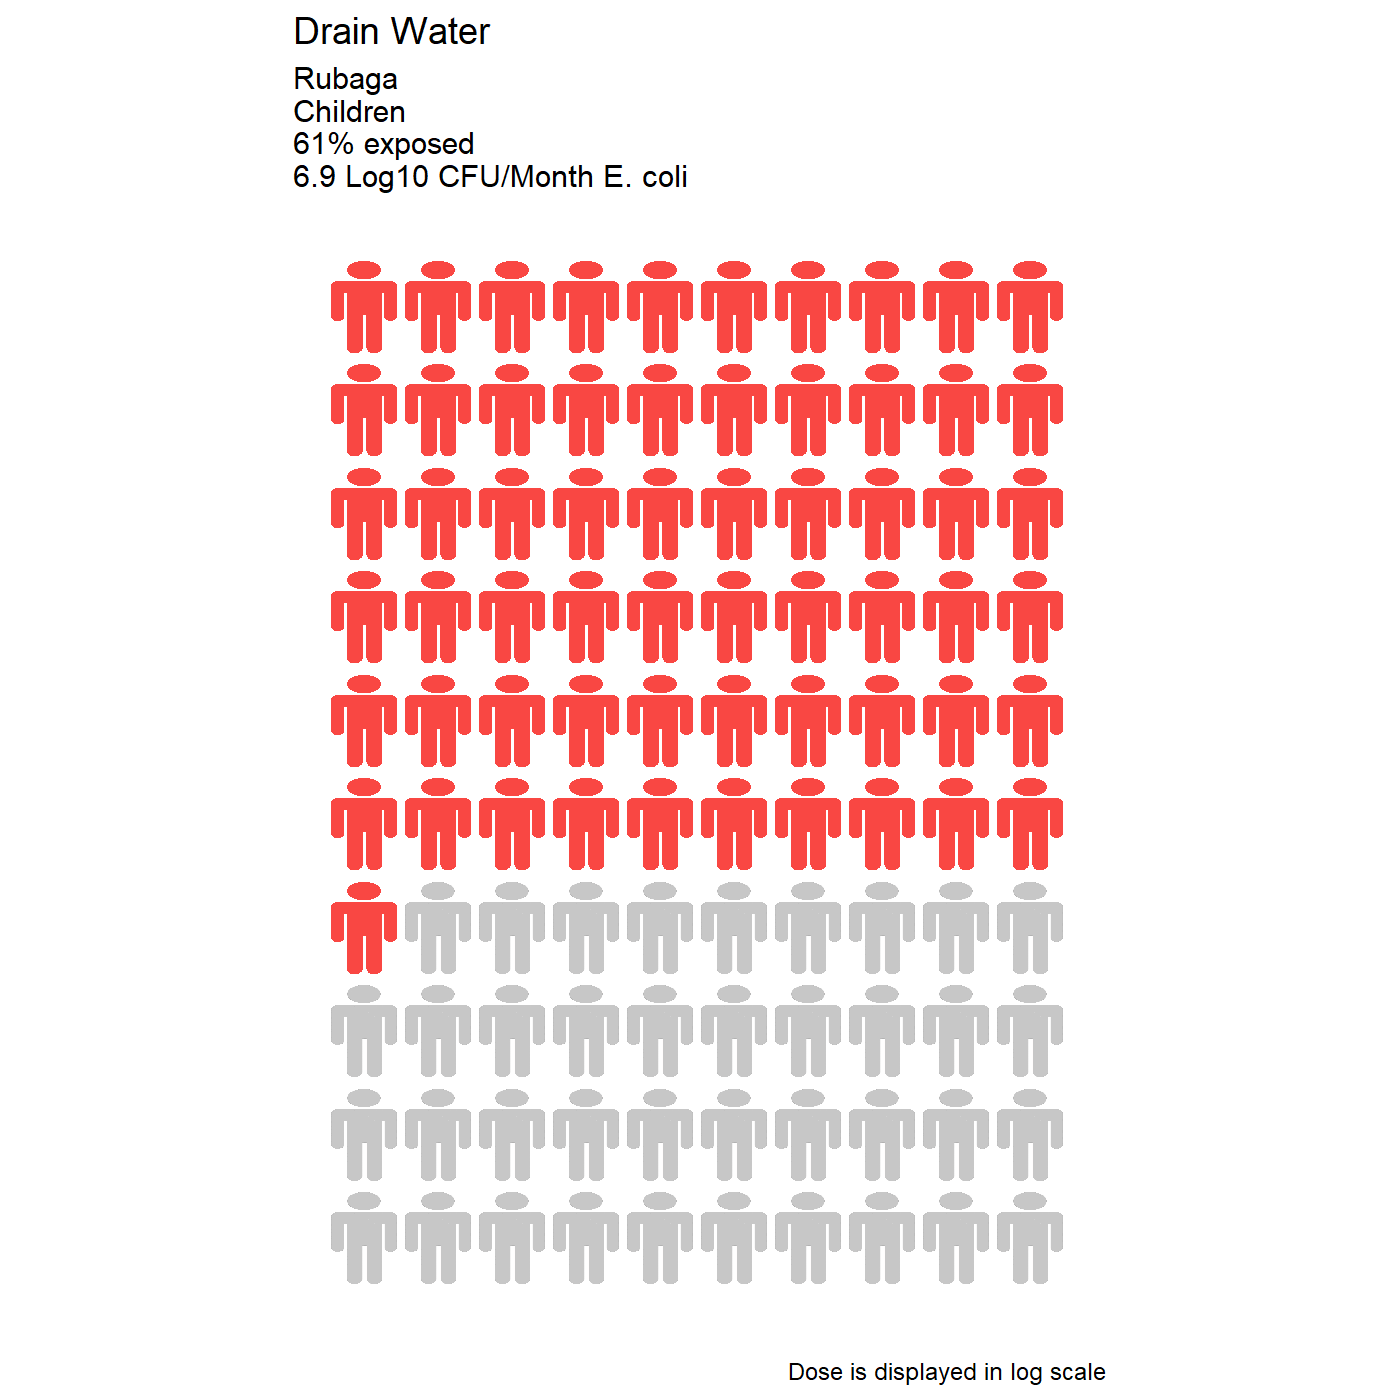 Drain Water
Rubaga
Children
61% exposed
6.9 Log10 CFU/Month E. coli
Dose is displayed in log scale